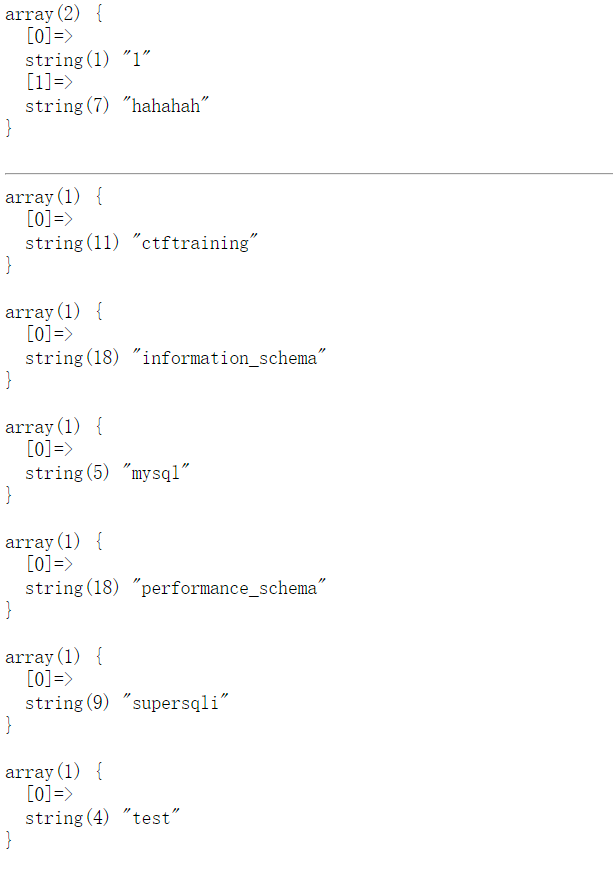 array(2) {
  [0]=>
  string(1) "1"
  [1]=>
  string(7) "hahahah"
}
array(1) {
  [0]=>
  string(11) "ctftraining"
}
array(1) {
  [0]=>
  string(18) "information_schema"
}
array(1) {
  [0]=>
  string(5) "mysql"
}
array(1) {
  [0]=>
  string(18) "performance_schema"
}
array(1) {
  [0]=>
  string(9) "supersqli"
}
array(1) {
  [0]=>
  string(4) "test"
}